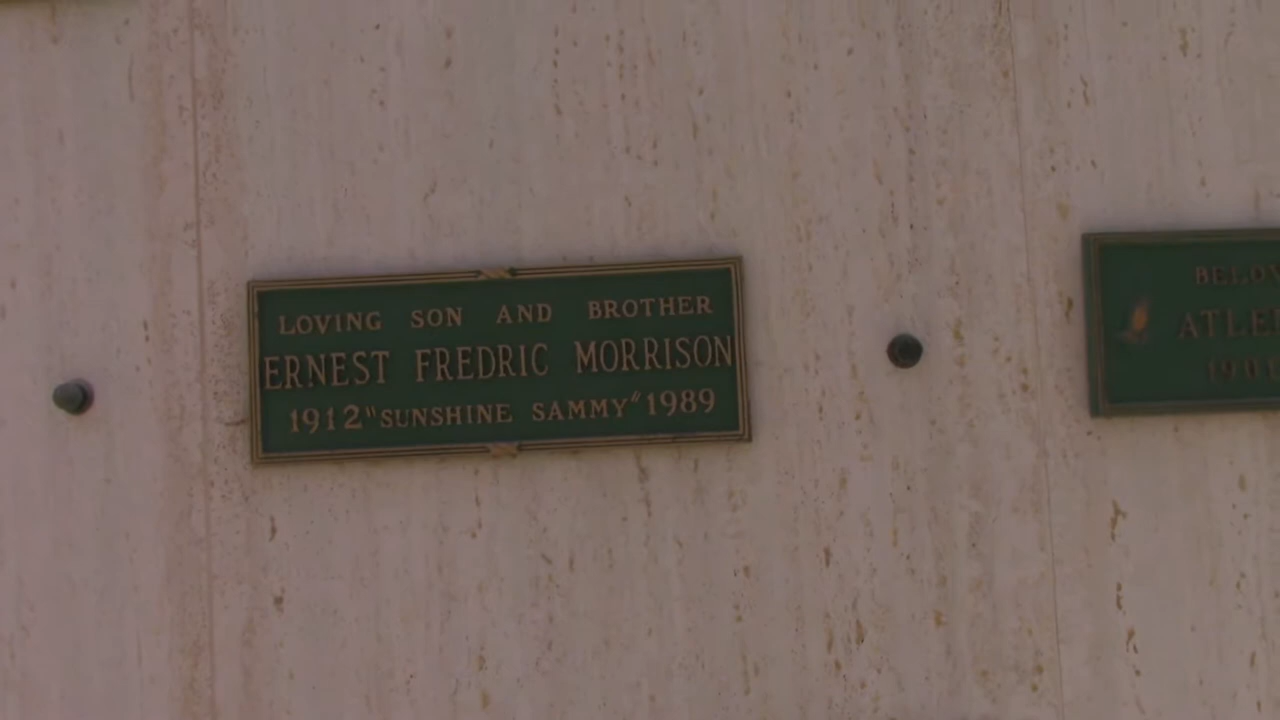 LOVING SON AND BROTHER
ERNEST FREDRIC MORRISON
1912 "SUNSHINE SAMMY" 1989